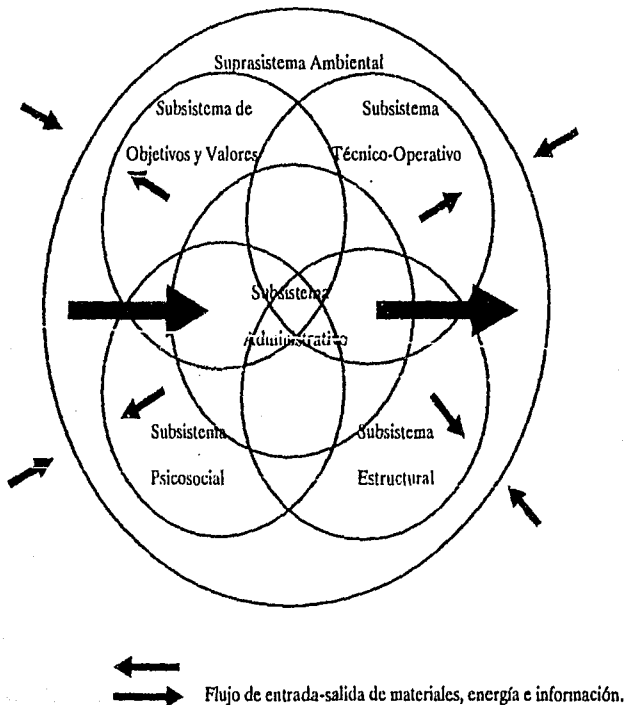 Suprasistema Ambiental
Subsistema de
Objetivos y Valores
Subsistema
Técnico-Operativo
Subsistema
Administrativo
Subsistema
Psicosocial
Subsistema
Estructural
Flujo de entrada-salida de materiales, energía e información.